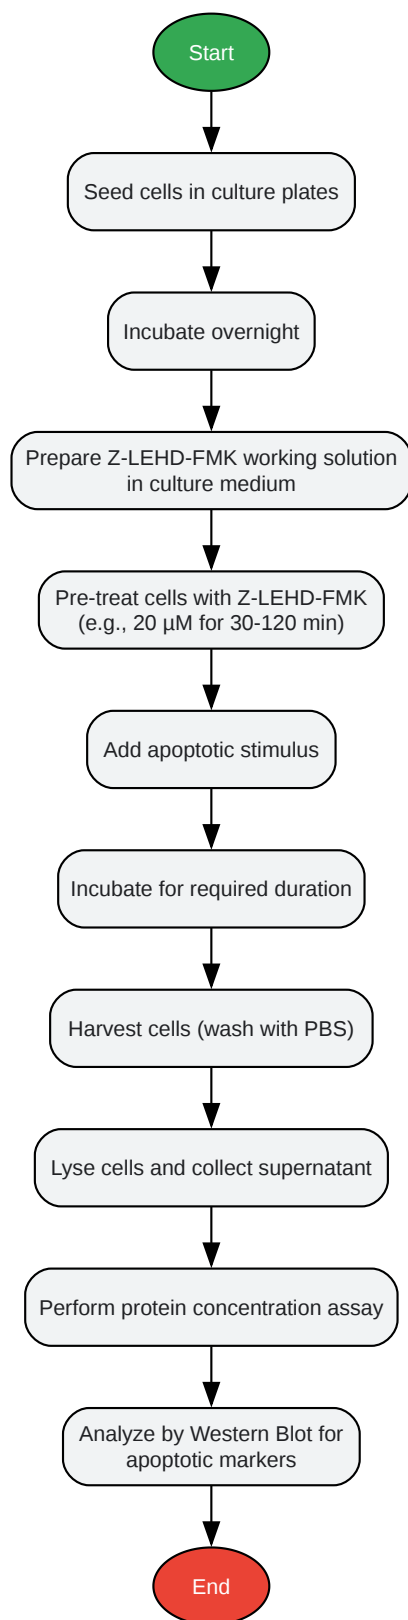 Start
Seed cells in culture plates
Incubate overnight
Prepare Z-LEHD-FMK working solution
in culture medium
Pre-treat cells with Z-LEHD-FMK
(e.g., 20 µM for 30-120 min)
Add apoptotic stimulus
Incubate for required duration
Harvest cells (wash with PBS)
Lyse cells and collect supernatant
Perform protein concentration assay
Analyze by Western Blot for
apoptotic markers
End